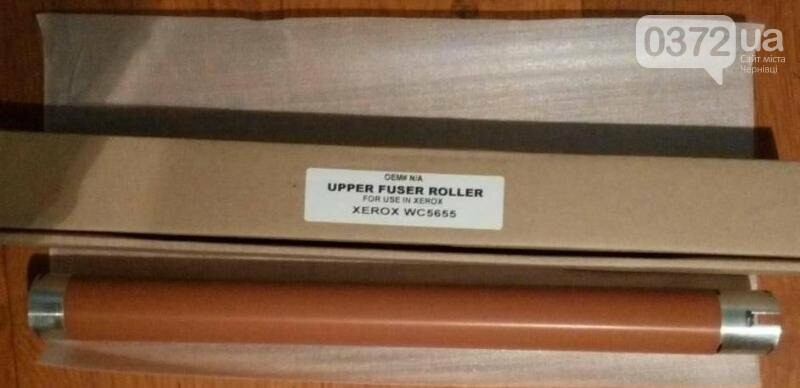 0372.ua
Сайт міста
Чернівці
OEM# N/A
UPPER FUSER ROLLER
FOR USE IN XEROX
XEROX WC5655